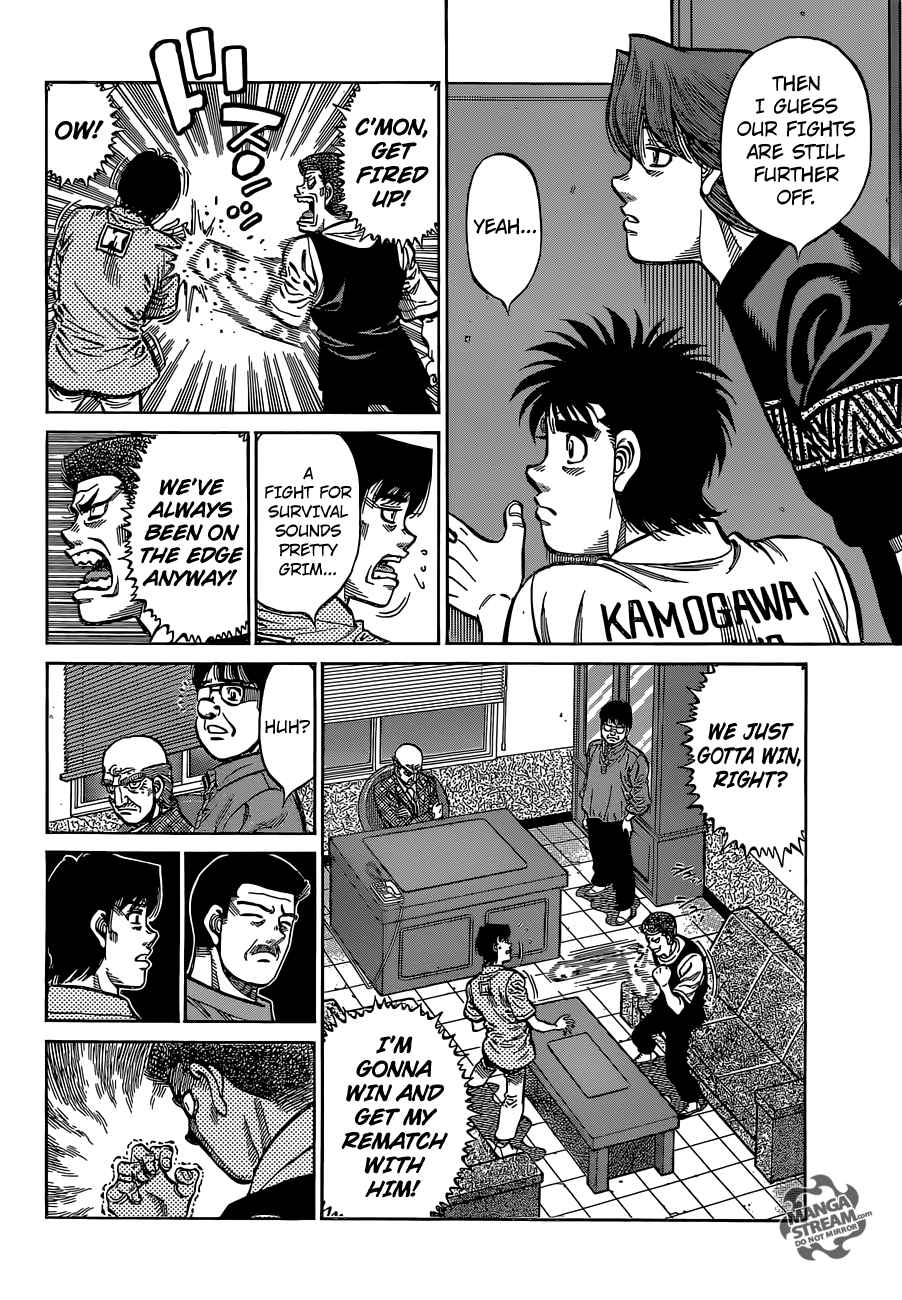 THEN
I GUESS
OUR FIGHTS
ARE STILL
FURTHER
OFF.
YEAH...
KAMOGAWA
C'MON,
GET
FIRED
UP!
ドスン!!
OW!
A
FIGHT FOR
SURVIVAL
SOUNDS
PRETTY
GRIM...
WE'VE
ALWAYS
BEEN ON
THE EDGE
ANYWAY!
WE JUST
GOTTA WIN,
RIGHT?
I'M
GONNA
WIN AND
GET MY
REMATCH
WITH
HIM!
HUH?
MANGA
STREAM.com
DO NOT MIRROR